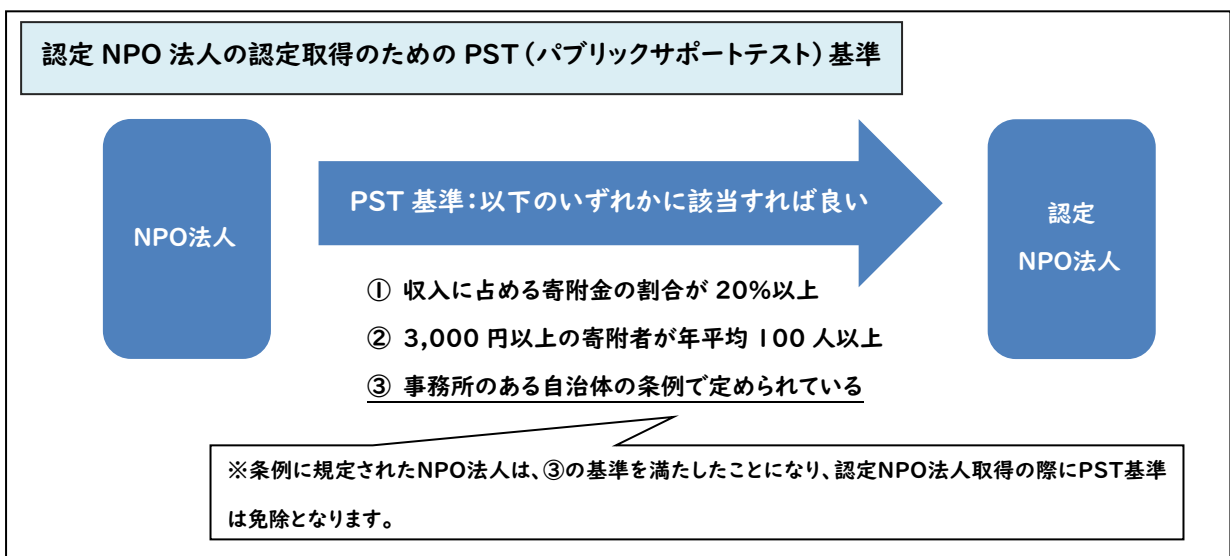 認定 NPO 法人の認定取得のための PST（パブリックサポートテスト）基準
NPO法人
PST 基準：以下のいずれかに該当すれば良い
認定
NPO法人
① 収入に占める寄附金の割合が 20%以上
② 3,000 円以上の寄附者が年平均 100 人以上
③ 事務所のある自治体の条例で定められている
※条例に規定されたNPO法人は、③の基準を満たしたことになり、認定NPO法人取得の際にPST基準
は免除となります。